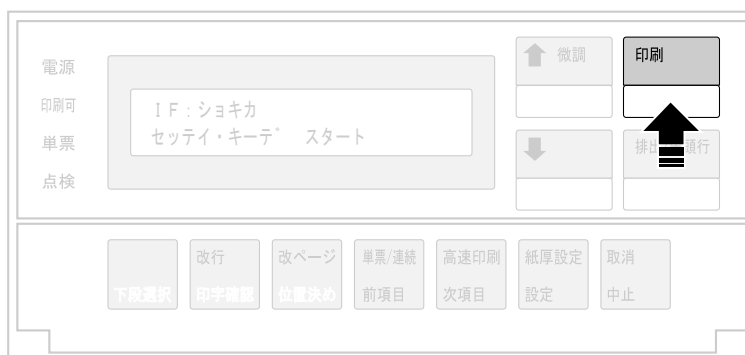 電源
印刷可
単票
点検
IF:ショキカ
セッテイ・キーデ゛ スタート
微調
印刷
排出 頭行
下段選択
改行
印字確認
改ページ
位置決め
単票/連続
前項目
高速印刷
次項目
紙厚設定
設定
取消
中止